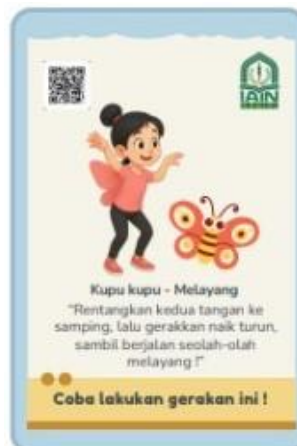 IAIN
Kupu kupu - Melayang
"Rentangkan kedua tangan ke
samping, lalu gerakkan naik turun,
sambil berjalan seolah-olah
melayang !"
Coba lakukan gerakan ini !